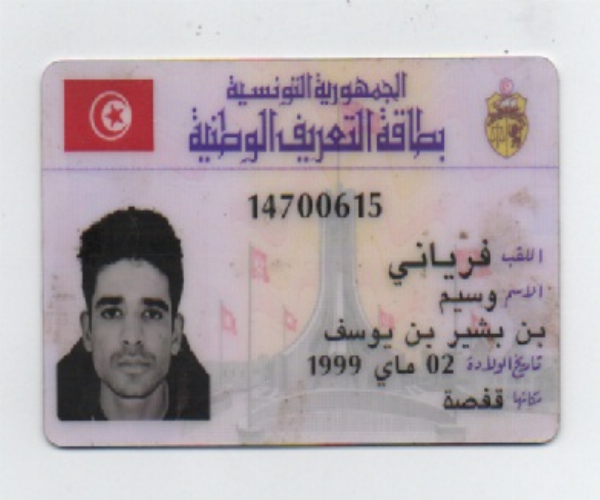 الجمهورية التونسية
بطاقة التعريف الوطنية
14700615
اللقب فرياني
الاسم وسيم
بن بشير بن يوسف
تاريخ الولادة 02 ماي 1999
مكانها قفصة